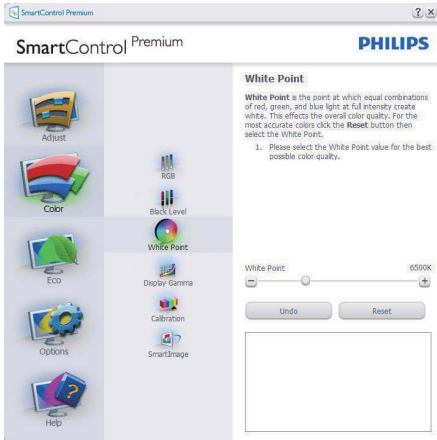 SmartControl Premium
? ×
SmartControl Premium
PHILIPS
Adjust
Color
Eco
Options
Help
RGB
Black Level
White Point
Display Gamma
Calibration
SmartImage
White Point
White Point is the point at which equal combinations
of red, green, and blue light at full intensity create
white. This effects the overall color quality. For the
most accurate colors click the Reset button then
select the White Point.
1. Please select the White Point value for the best
possible color quality.
White Point 6500K
Undo Reset